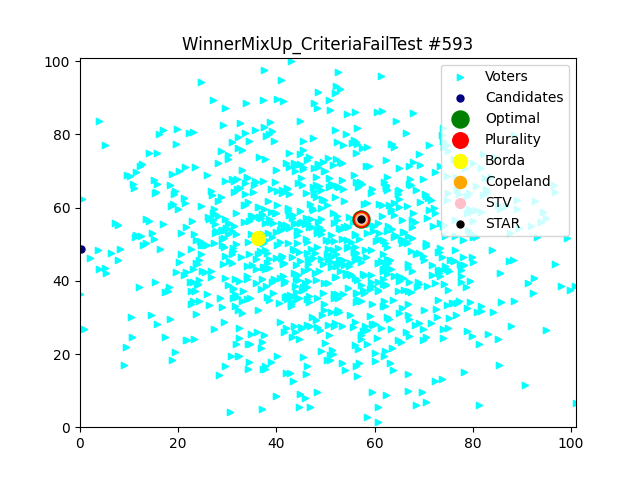 WinnerMixUp_CriteriaFailTest #593
100
80
60
40
20
0
0
20
40
60
80
100
Voters
Candidates
Optimal
Plurality
Borda
Copeland
STV
STAR